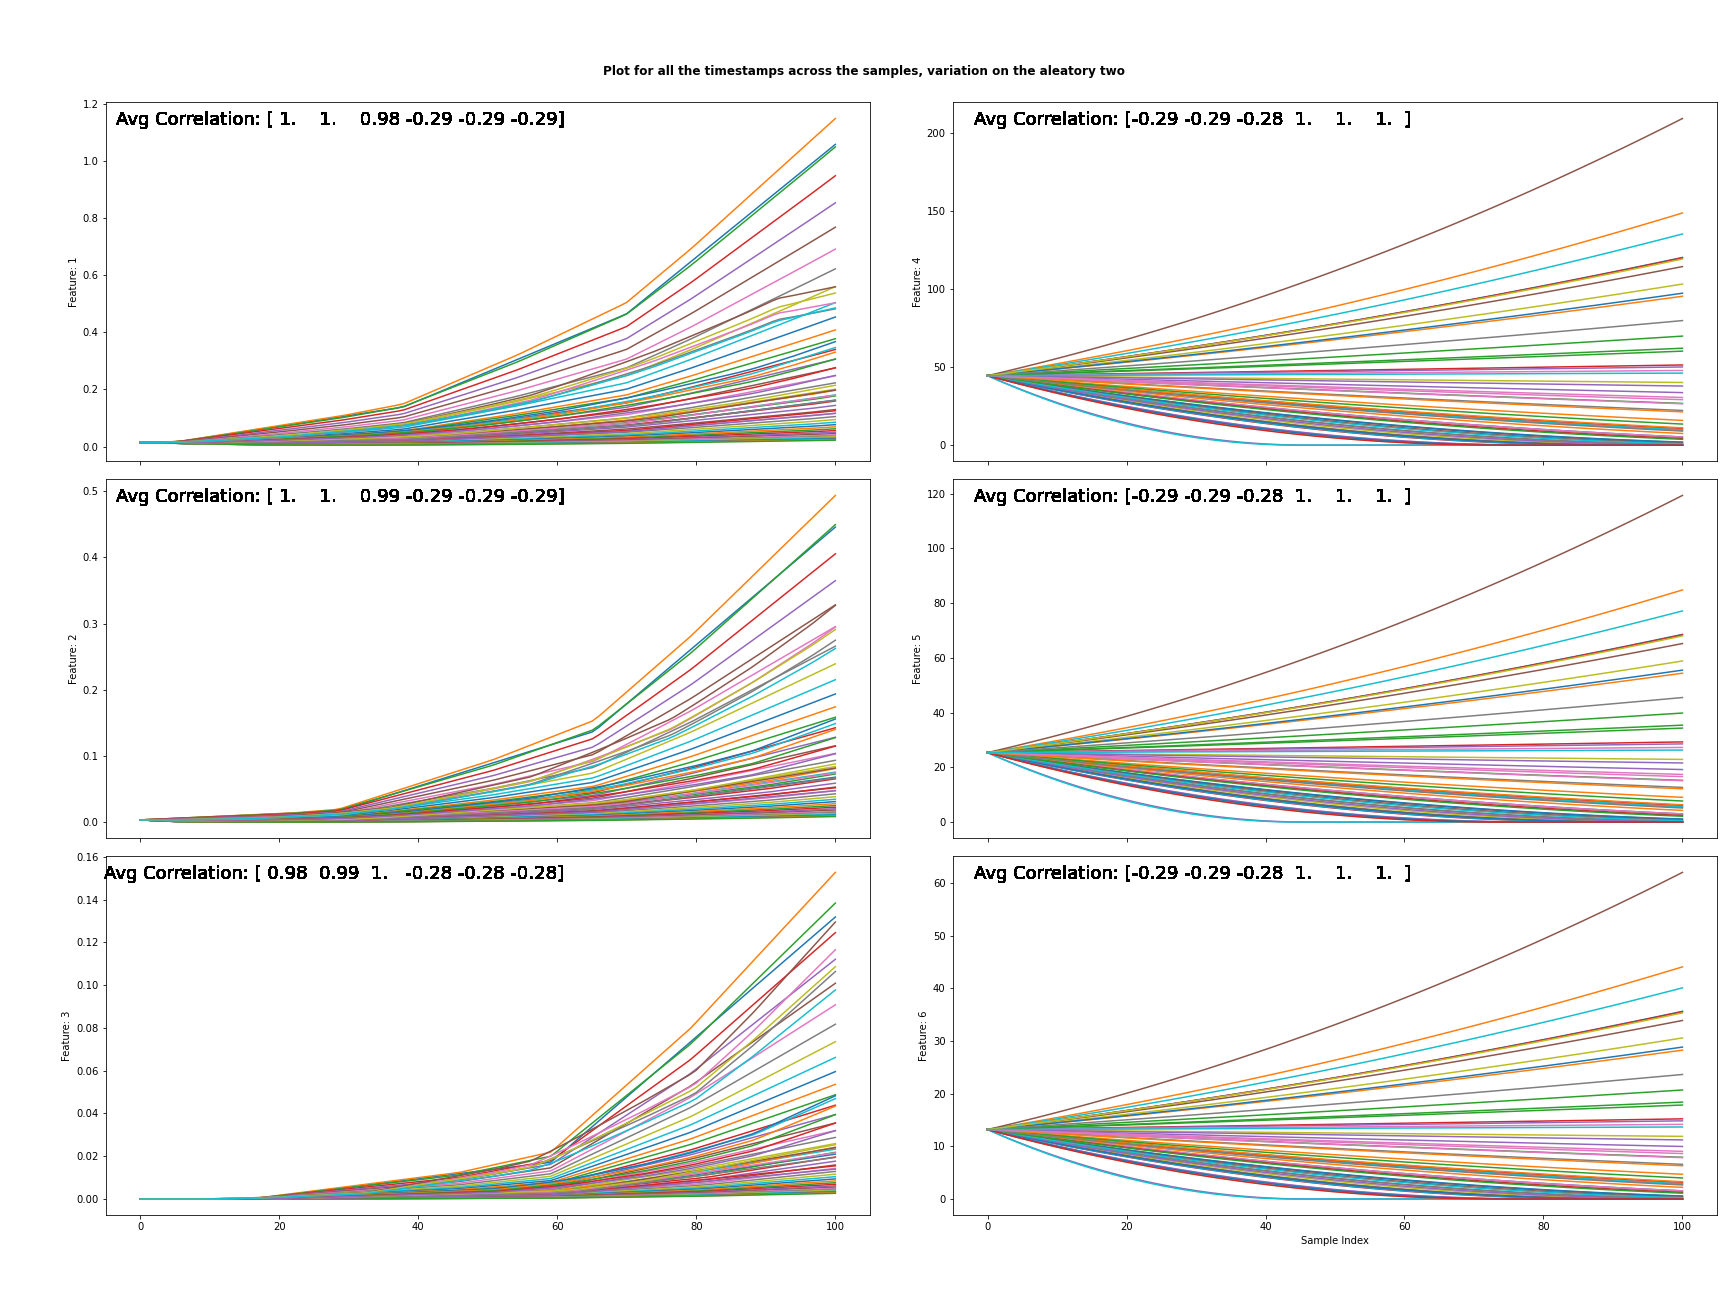 Plot for all the timestamps across the samples, variation on the aleatory two
Avg Correlation: [ 1.    1.    0.98 -0.29 -0.29 -0.29]
1.2
1.0
0.8
0.6
0.4
0.2
0.0
Feature: 1
Avg Correlation: [-0.29 -0.29 -0.28  1.    1.    1.  ]
200
150
100
50
0
Feature: 4
Avg Correlation: [ 1.    1.    0.99 -0.29 -0.29 -0.29]
0.5
0.4
0.3
0.2
0.1
0.0
Feature: 2
Avg Correlation: [-0.29 -0.29 -0.28  1.    1.    1.  ]
120
100
80
60
40
20
0
Feature: 5
Avg Correlation: [ 0.98  0.99  1.   -0.28 -0.28 -0.28]
0.16
0.14
0.12
0.10
0.08
0.06
0.04
0.02
0.00
Feature: 3
0 20 40 60 80 100
Avg Correlation: [-0.29 -0.29 -0.28  1.    1.    1.  ]
60
50
40
30
20
10
0
Feature: 6
0 20 40 60 80 100
Sample Index